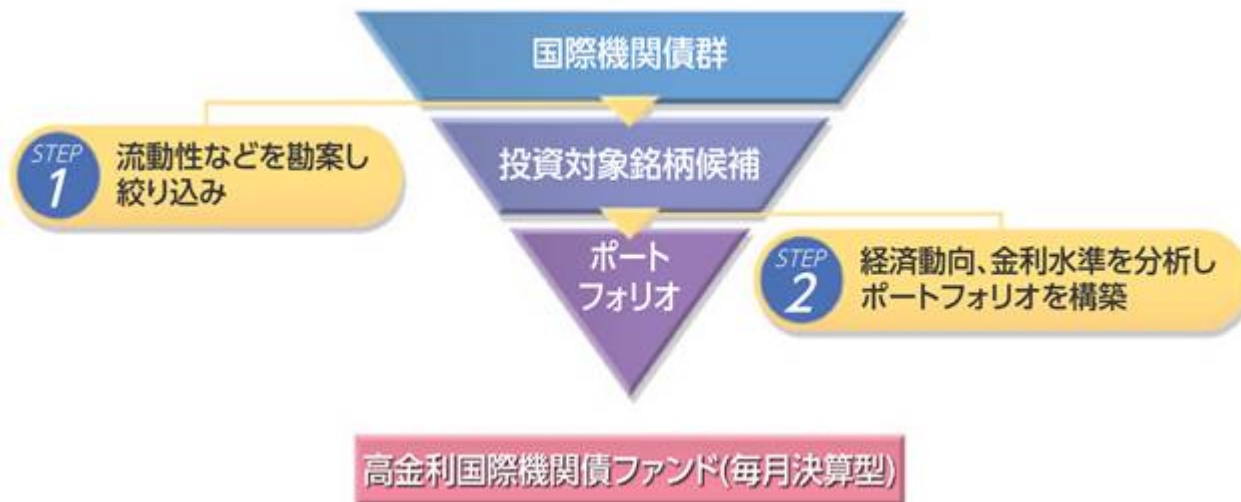 国際機関債群
STEP
1
流動性などを勘案し
絞り込み
投資対象銘柄候補
ポート
フォリオ
STEP
2
経済動向、金利水準を分析し
ポートフォリオを構築
高金利国際機関債ファンド(毎月決算型)